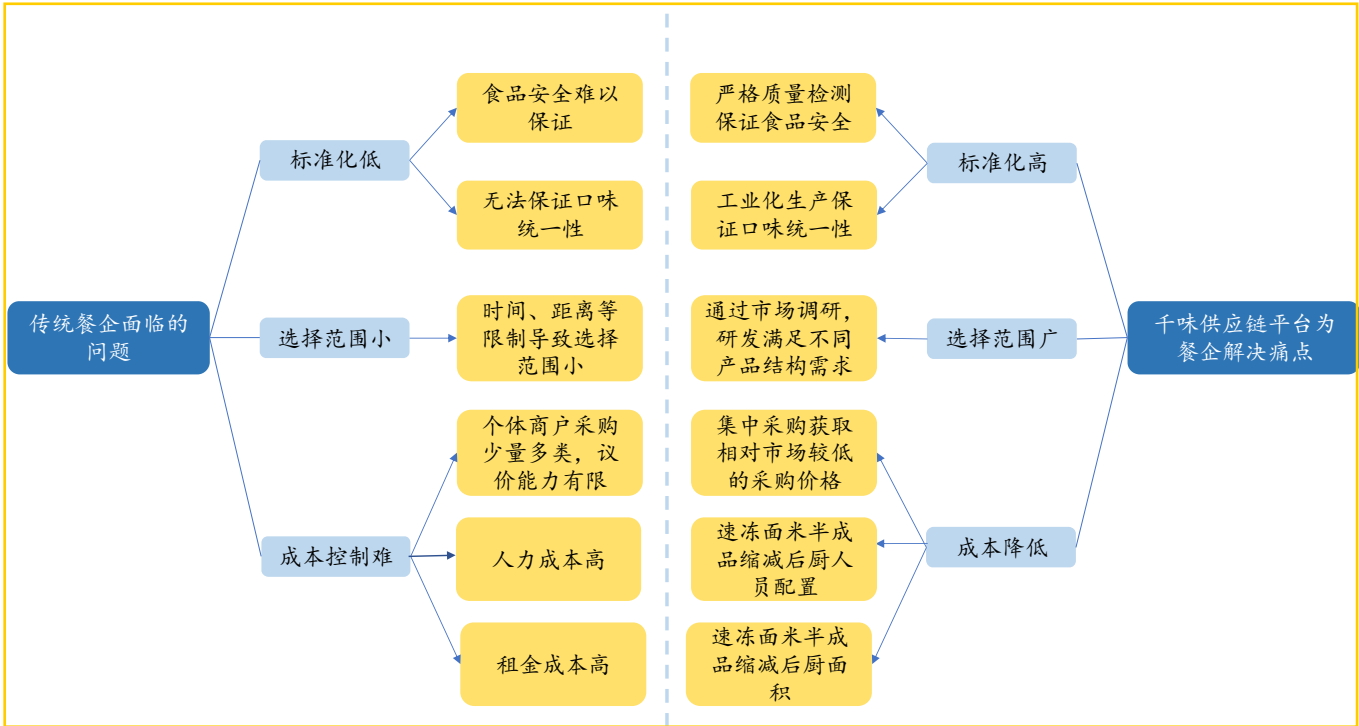 食品安全难以
保证
标准化低
无法保证口味
统一性
传统餐企面临的
问题
选择范围小
时间、距离等
限制导致选择
范围小
个体商户采购
少量多类，议
价能力有限
成本控制难
人力成本高
租金成本高
严格质量检测
保证食品安全
标准化高
工业化生产保
证口味统一性
通过市场调研，
研发满足不同
产品结构需求
选择范围广
千味供应链平台为
餐企解决痛点
集中采购获取
相对市场较低
的采购价格
速冻面米半成
品缩减后厨人
员配置
成本降低
速冻面米半成
品缩减后厨面
积